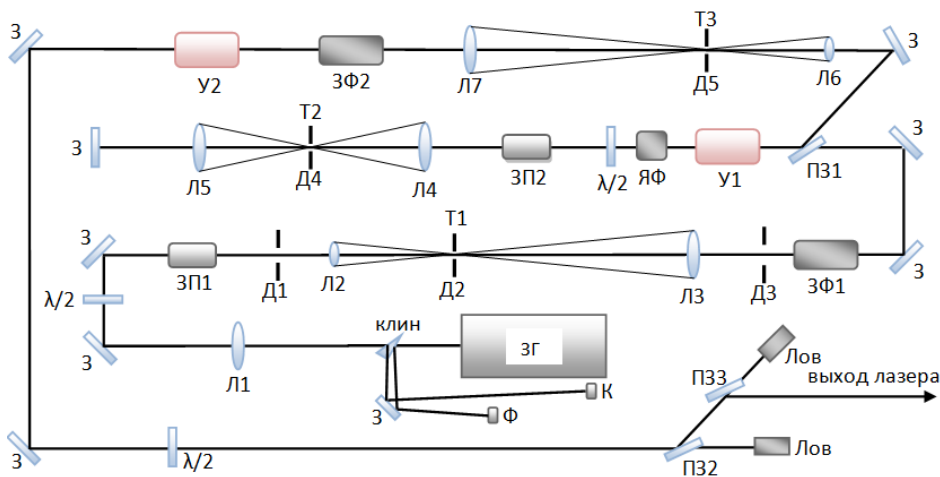 З
Т3
З
У2
ЗФ2
Л7
Д5
Л6
Т2
З
З
Л5
Д4
Л4
ЗП2
λ/2
ЯФ
У1
ПЗ1
З
Т1
ЗП1
Д1
Л2
Д2
Л3
Д3
ЗФ1
З
λ/2
клин
ЗГ
З
Л1
Лов
ПЗ3
выход лазера
К
З
Ф
З
λ/2
ПЗ2
Лов